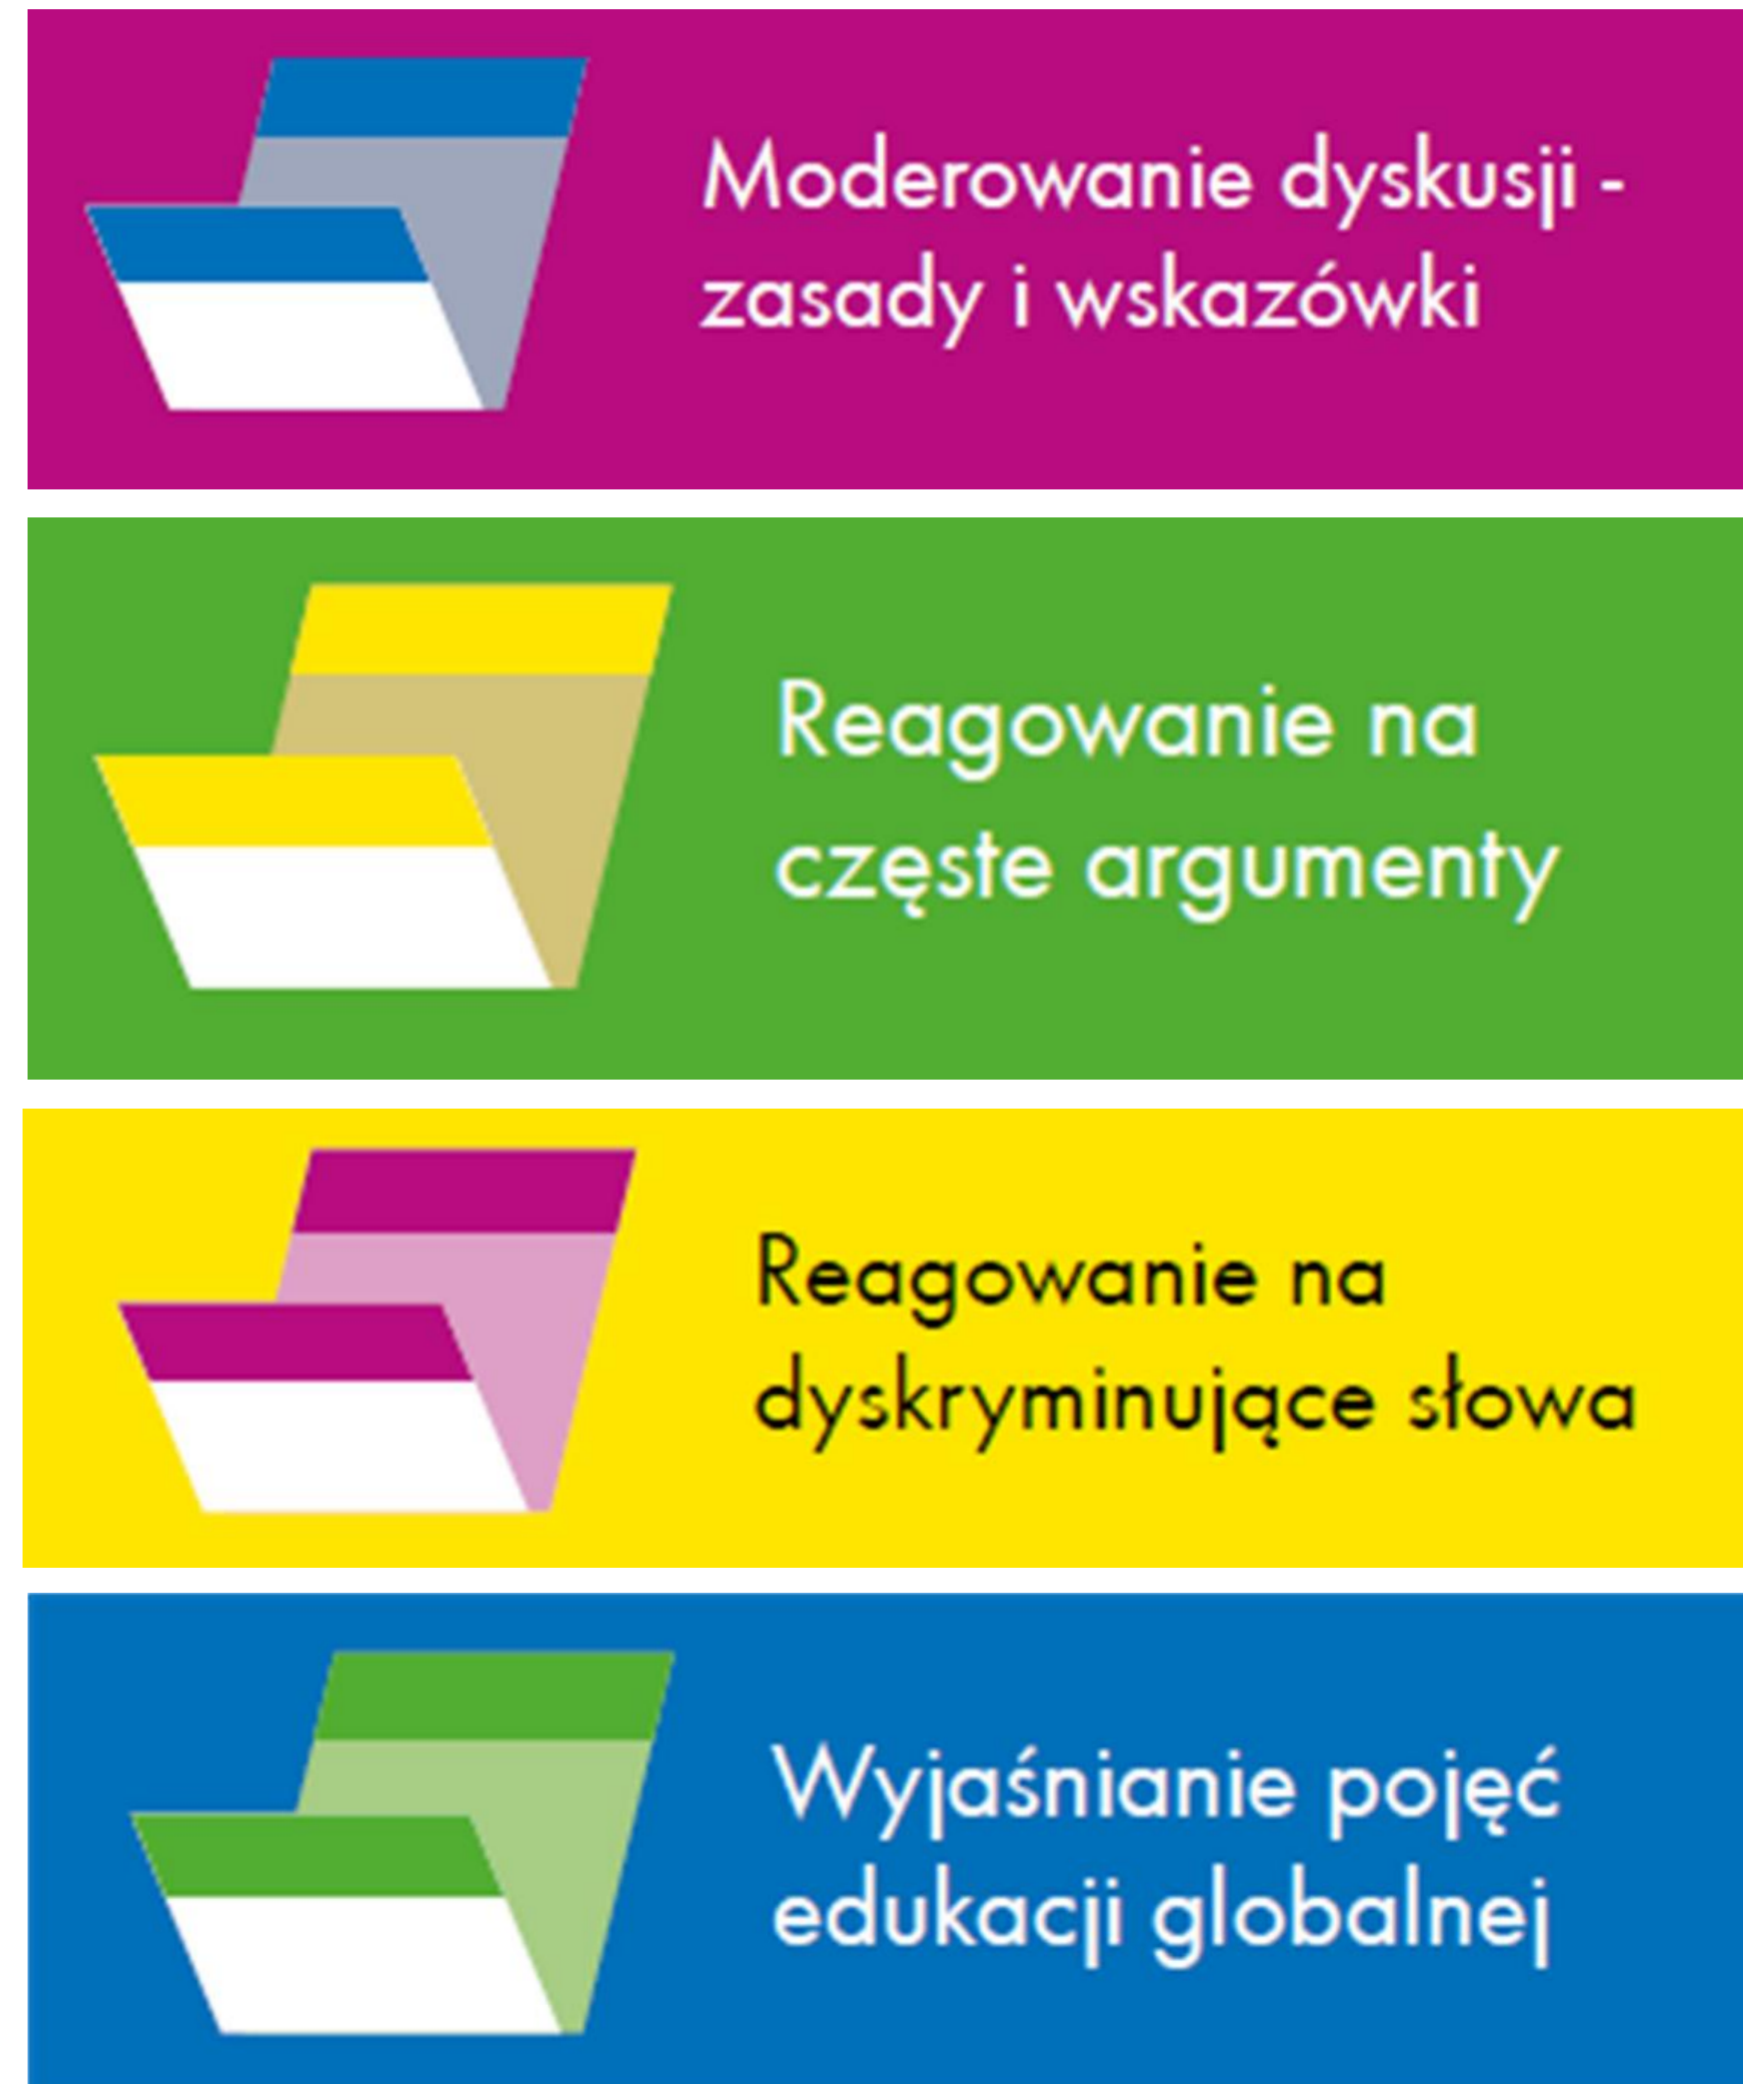 Moderowanie dyskusji -
zasady i wskazówki
Reagowanie na
częste argumenty
Reagowanie na
dyskryminujące słowa
Wyjaśnianie pojęć
edukacji globalnej